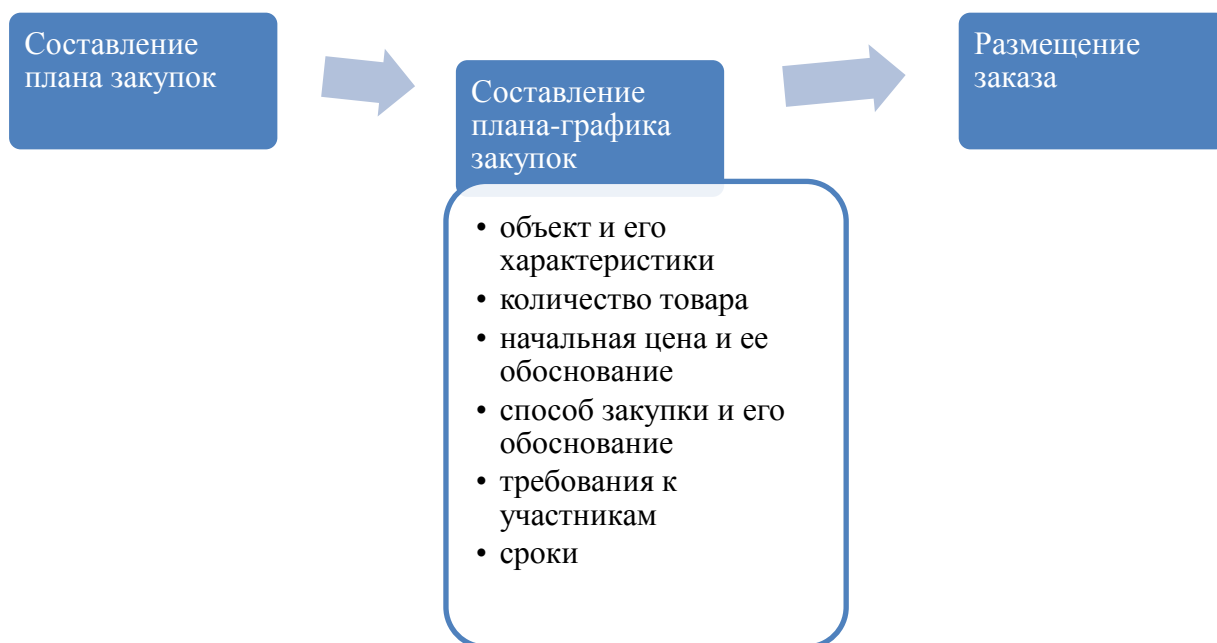 Составление
плана закупок
Составление
плана-графика
закупок
• объект и его
характеристики
• количество товара
• начальная цена и ее
обоснование
• способ закупки и его
обоснование
• требования к
участникам
• сроки
Размещение
заказа